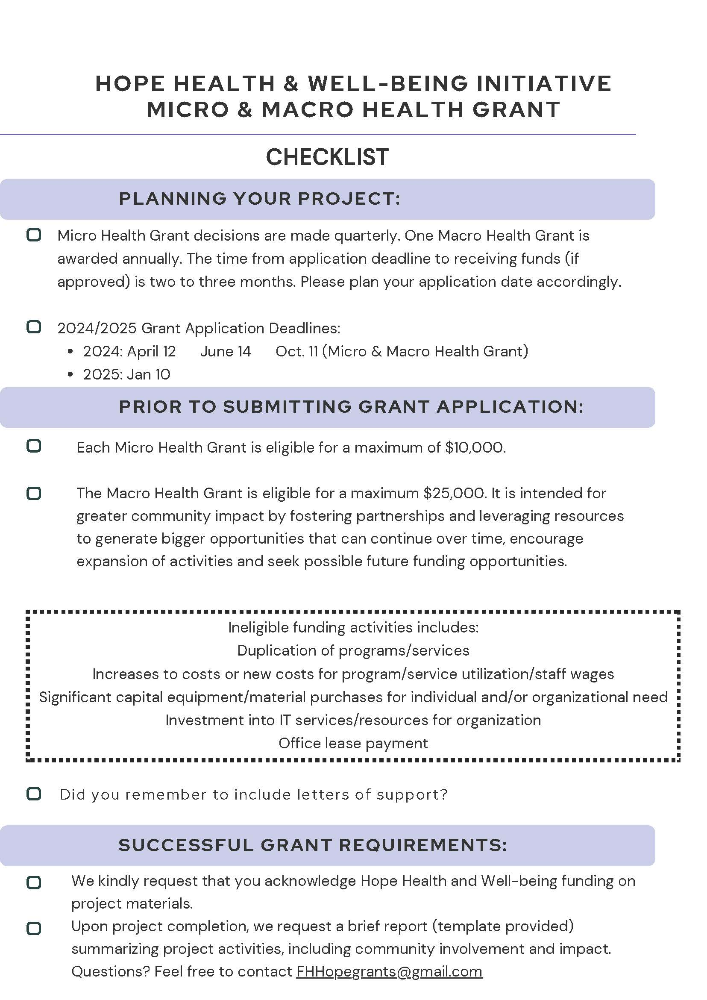 HOPE HEALTH & WELL-BEING INITIATIVE
MICRO & MACRO HEALTH GRANT
CHECKLIST
PLANNING YOUR PROJECT:
Micro Health Grant decisions are made quarterly. One Macro Health Grant is
awarded annually. The time from application deadline to receiving funds (if
approved) is two to three months. Please plan your application date accordingly.
2024/2025 Grant Application Deadlines:
• 2024: April 12 June 14 Oct. 11 (Micro & Macro Health Grant)
• 2025: Jan 10
PRIOR TO SUBMITTING GRANT APPLICATION:
Each Micro Health Grant is eligible for a maximum of $10,000.
The Macro Health Grant is eligible for a maximum $25,000. It is intended for
greater community impact by fostering partnerships and leveraging resources
to generate bigger opportunities that can continue over time, encourage
expansion of activities and seek possible future funding opportunities.
Ineligible funding activities includes:
Duplication of programs/services
Increases to costs or new costs for program/service utilization/staff wages
Significant capital equipment/material purchases for individual and/or organizational need
Investment into IT services/resources for organization
Office lease payment
Did you remember to include letters of support?
SUCCESSFUL GRANT REQUIREMENTS:
We kindly request that you acknowledge Hope Health and Well-being funding on
project materials.
Upon project completion, we request a brief report (template provided)
summarizing project activities, including community involvement and impact.
Questions? Feel free to contact FHHopegrants@gmail.com